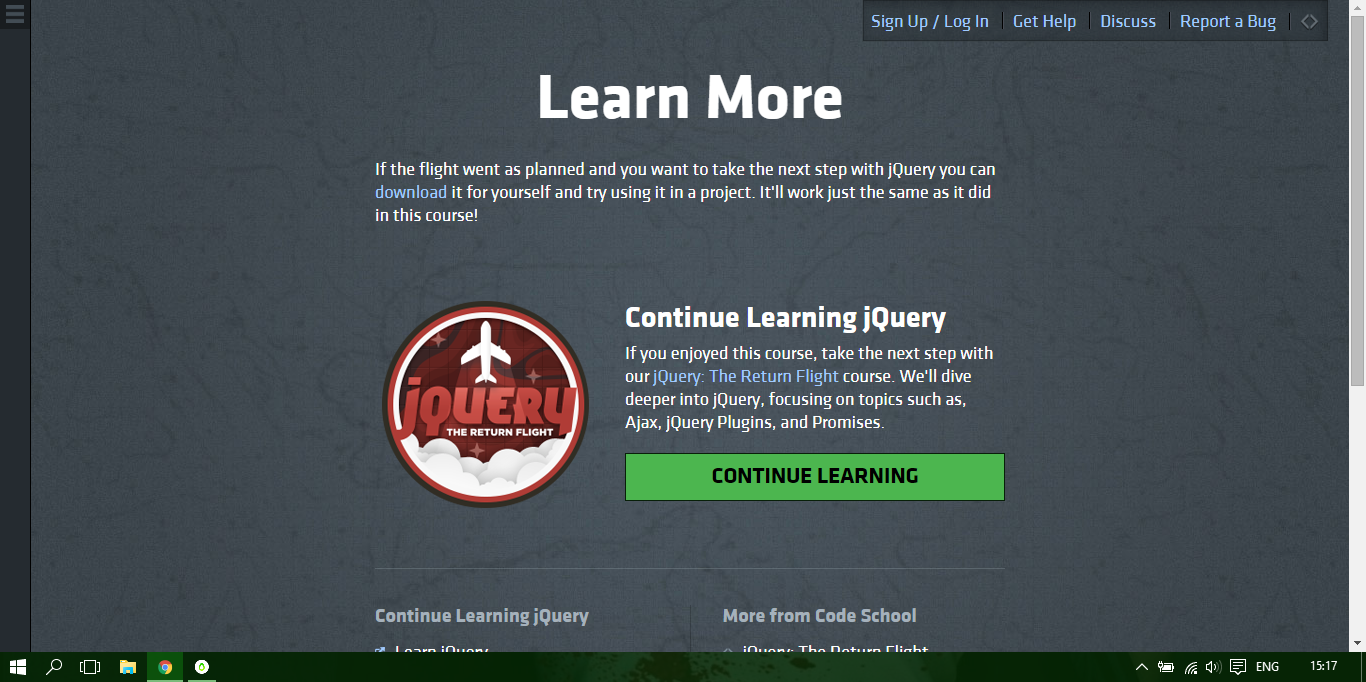 Sign Up / Log In
Get Help
Discuss
Report a Bug
Learn More
If the flight went as planned and you want to take the next step with jQuery you can
download it for yourself and try using it in a project. It'll work just the same as it did
in this course!
jQUERY
THE RETURN FLIGHT
Continue Learning jQuery
If you enjoyed this course, take the next step with
our jQuery: The Return Flight course. We'll dive
deeper into jQuery, focusing on topics such as,
Ajax, jQuery Plugins, and Promises.
CONTINUE LEARNING
Continue Learning jQuery
Learn jQuery
More from Code School
jQuery: The Return Flight
ENG
15:17